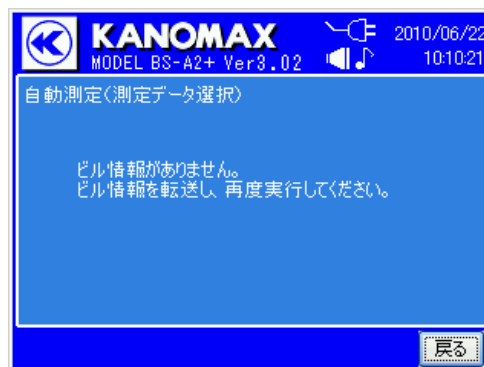 KANOMAX
MODEL BS-A2+ Ver3.02
2010/06/22
10:10:21
自動測定(測定データ選択)
ビル情報がありません。
ビル情報を転送し、再度実行してください。
戻る